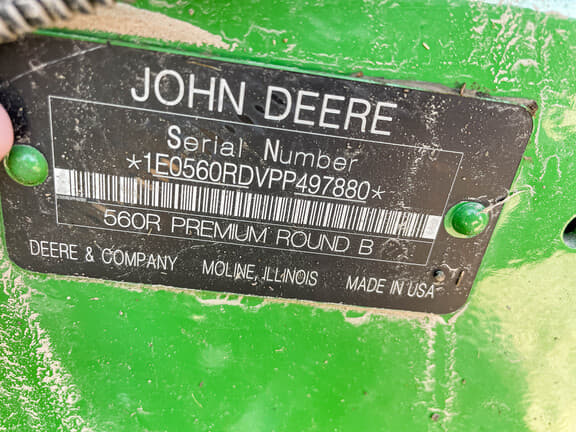 JOHN DEERE
Serial Number
*1E0560RDVPP497880*
560R PREMIUM ROUND B
DEERE & COMPANY MOLINE, ILLINOIS MADE IN USA